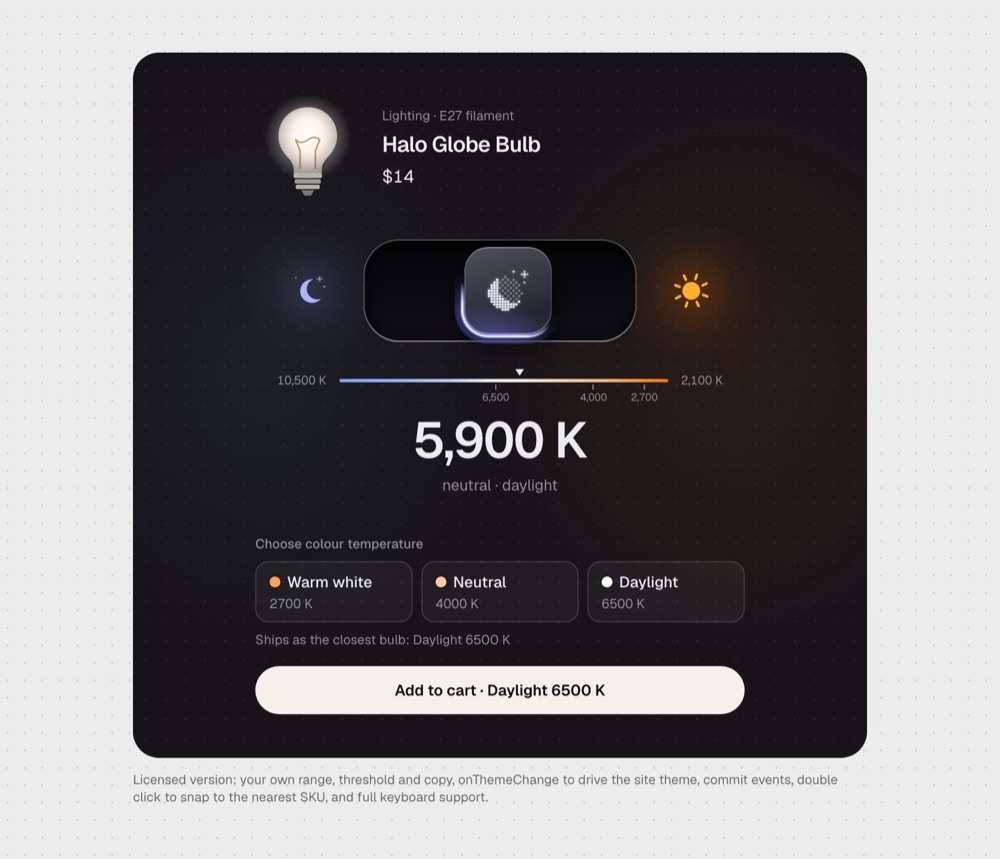 Lighting · E27 filament
Halo Globe Bulb
$14
10,500 K
2,100 K
6,500
4,000
2,700
5,900 K
neutral · daylight
Choose colour temperature
Warm white
2700 K
Neutral
4000 K
Daylight
6500 K
Ships as the closest bulb: Daylight 6500 K
Add to cart · Daylight 6500 K
Licensed version: your own range, threshold and copy, onThemeChange to drive the site theme, commit events, double
click to snap to the nearest SKU, and full keyboard support.